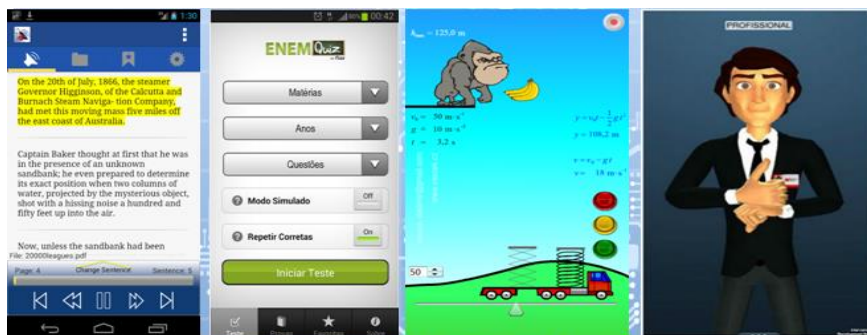 1:30
On the 20th of July, 1866, the steamer
Governor Higginson, of the Calcutta and
Burnach Steam Naviga- tion Company,
had met this moving mass five miles off
the east coast of Australia.
Captain Baker thought at first that he was
in the presence of an unknown
sandbank; he even prepared to determine
its exact position when two columns of
water, projected by the mysterious object,
shot with a hissing noise a hundred and
fifty feet up into the air.
Now, unless the sandbank had been
File: 20000leagues.pdf
Page: 4 Change Sentence Sentence: 5
46% 00:42
ENEM Quiz
Matérias
Anos
Questões
Modo Simulado Off
Repetir Corretas On
Iniciar Teste
Teste Provas Favoritos Sobre
= 125,0 m
= 50 m·s⁻¹
g = 10 m·s⁻²
t = 3,2 s
y = 108,2 m
v = 18 m·s⁻¹
50
PROFISSIONAL